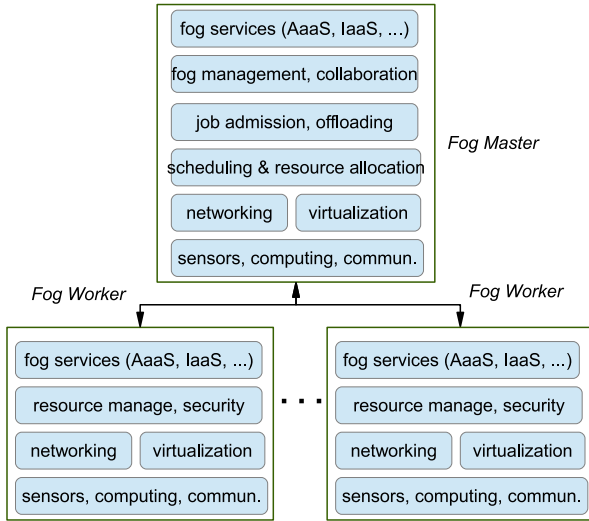 fog services (AaaS, IaaS, ...)
fog management, collaboration
job admission, offloading
scheduling & resource allocation
networking
virtualization
sensors, computing, commun.
Fog Master
Fog Worker
Fog Worker
fog services (AaaS, IaaS, ...)
resource manage, security
networking
virtualization
sensors, computing, commun.
. . .
fog services (AaaS, IaaS, ...)
resource manage, security
networking
virtualization
sensors, computing, commun.